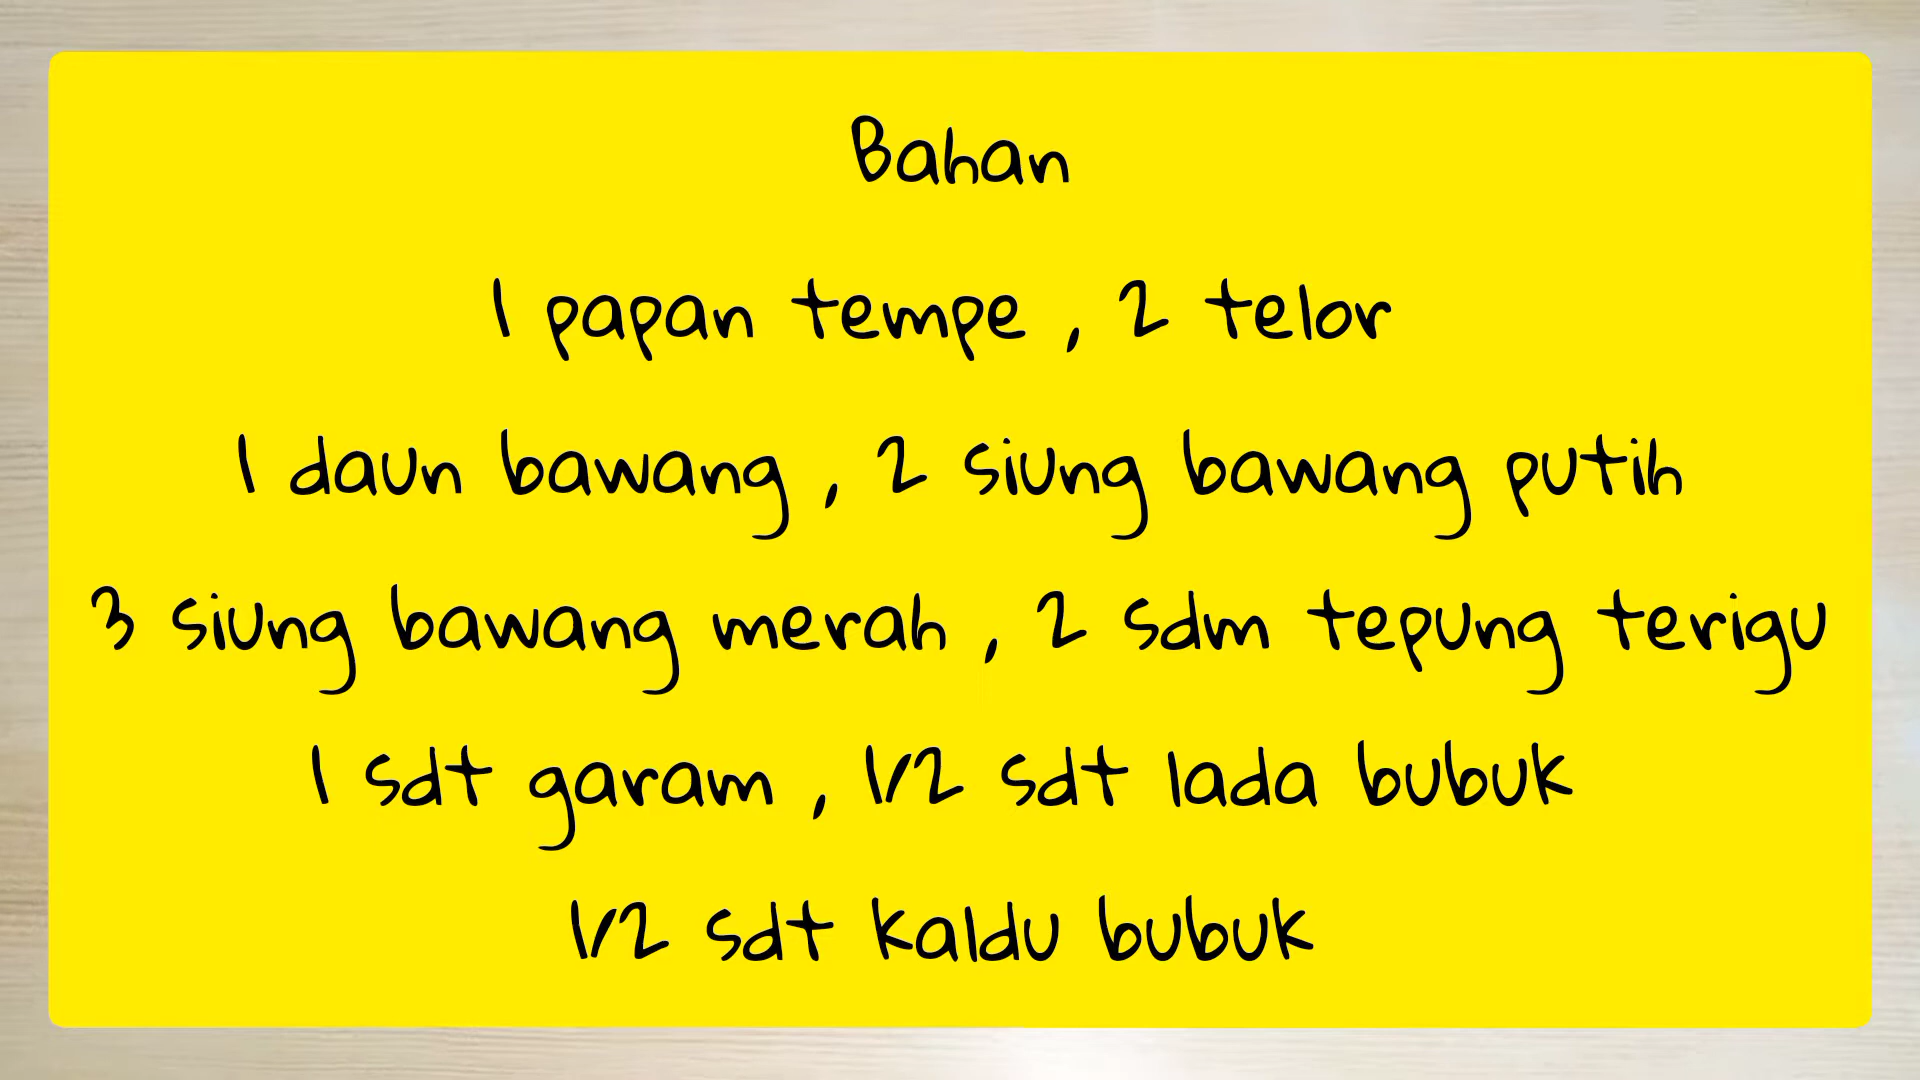 Bahan
1 papan tempe , 2 telor
1 daun bawang , 2 siung bawang putih
3 siung bawang merah , 2 sdm tepung terigu
1 sdt garam , 1/2 sdt lada bubuk
1/2 sdt kaldu bubuk